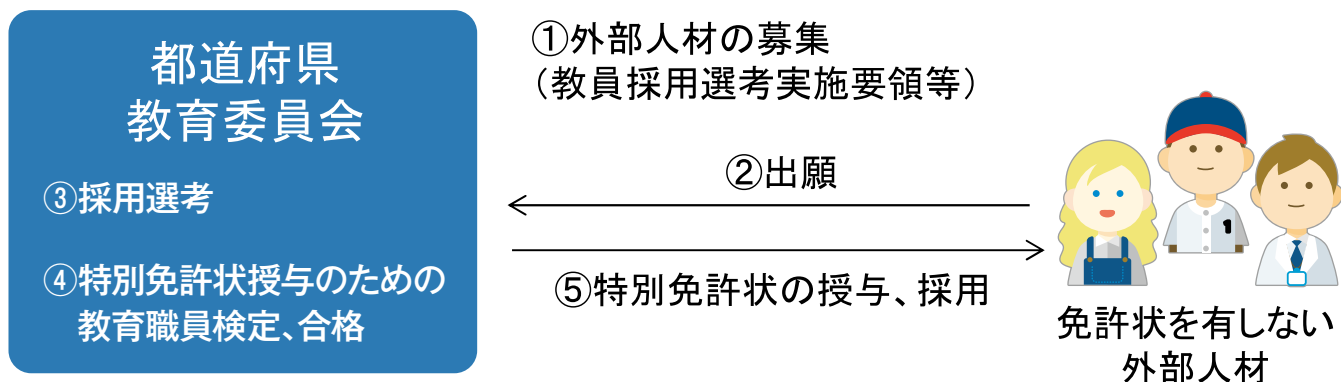 都道府県
教育委員会
③採用選考
④特別免許状授与のための
教育職員検定、合格
①外部人材の募集
（教員採用選考実施要領等）
②出願
⑤特別免許状の授与、採用
1
免許状を有しない
外部人材